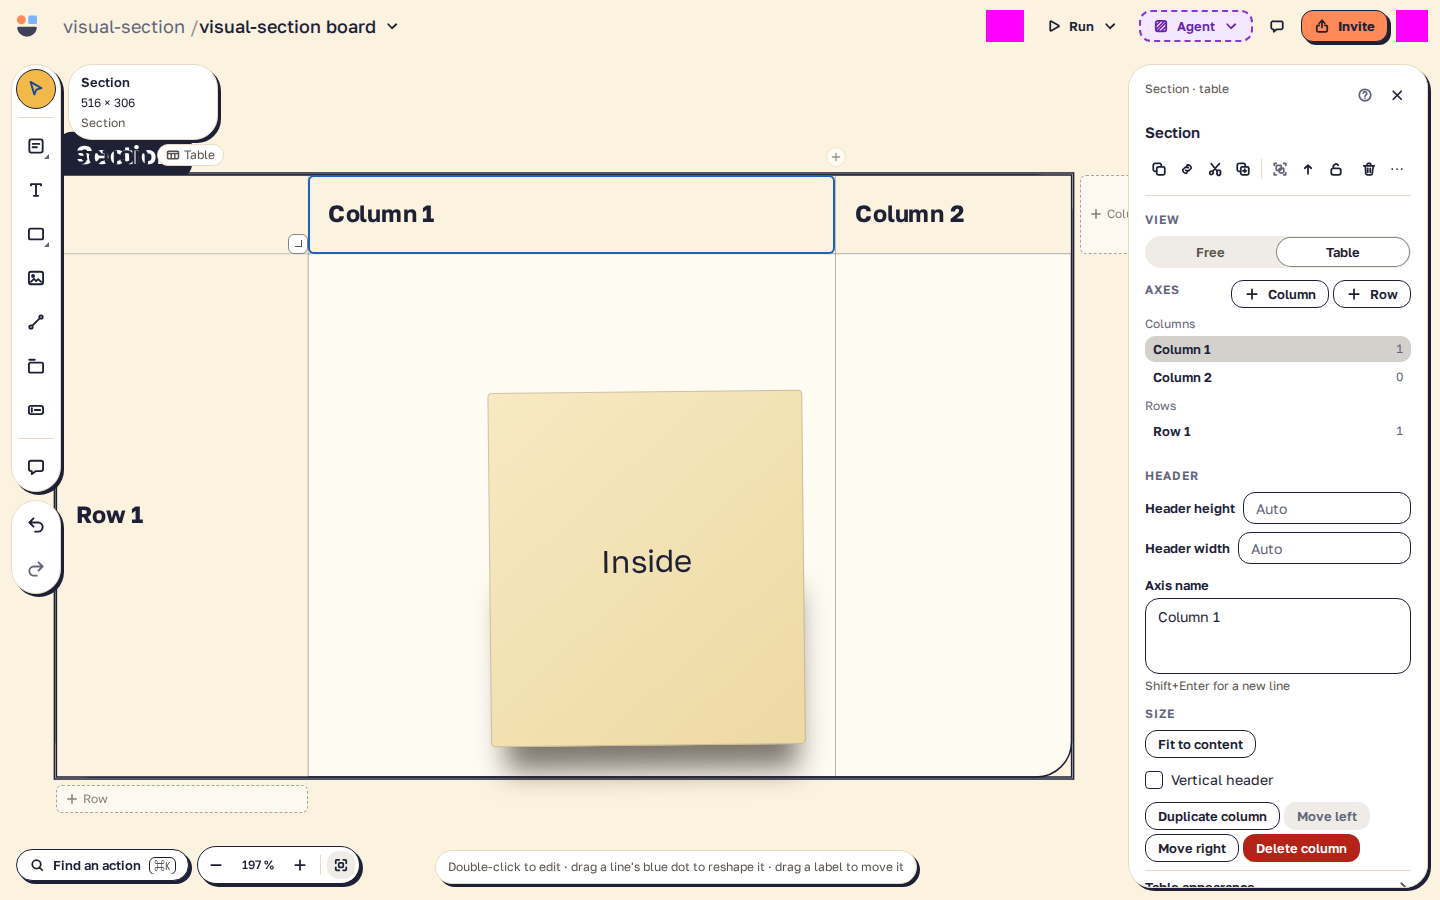 visual-section / visual-section board
Run
Agent
Invite
Section
516 × 306
Section
Section
Table
Column 1
Column 2
Row 1
Inside
Row
Find an action
⌘K
197 %
Double-click to edit · drag a line's blue dot to reshape it · drag a label to move it
Section · table
Section
VIEW
Free
Table
AXES
Column
Row
Columns
Column 1 1
Column 2 0
Rows
Row 1 1
HEADER
Header height Auto
Header width Auto
Axis name
Column 1
Shift+Enter for a new line
SIZE
Fit to content
Vertical header
Duplicate column
Move left
Move right
Delete column
Table appearance